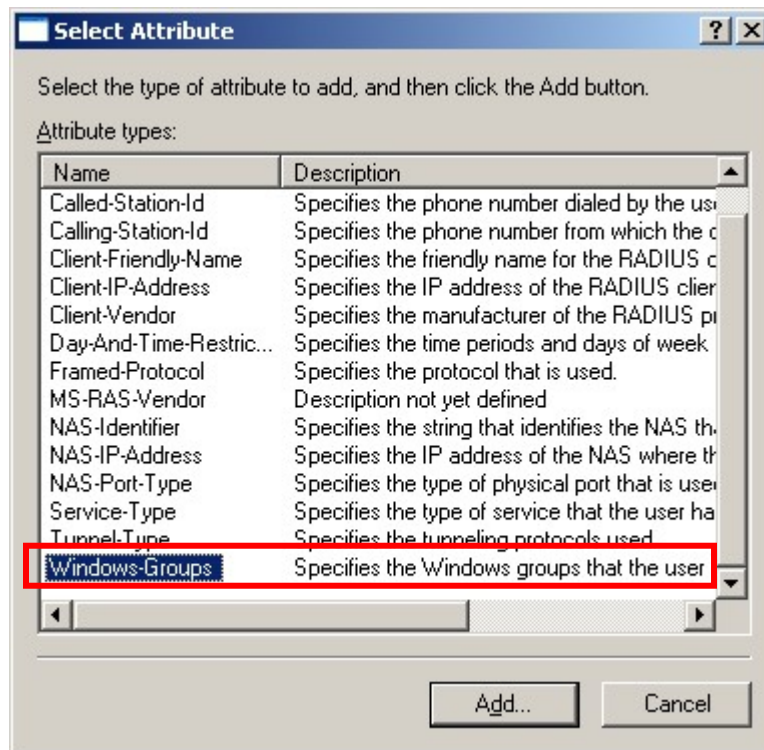 Select Attribute
Select the type of attribute to add, and then click the Add button.
Attribute types:
Name Description
Called-Station-Id Specifies the phone number dialed by the
Calling-Station-Id Specifies the phone number from which the
Client-Friendly-Name Specifies the friendly name for the RADIUS
Client-IP-Address Specifies the IP address of the RADIUS
Client-Vendor Specifies the manufacturer of the RADIUS
Day-And-Time-Restric... Specifies the time periods and days of week
Framed-Protocol Specifies the protocol that is used.
MS-RAS-Vendor Description not yet defined
NAS-Identifier Specifies the string that identifies the NAS
NAS-IP-Address Specifies the IP address of the NAS where
NAS-Port-Type Specifies the type of physical port that is
Service-Type Specifies the type of service that the user
Tunnel-Type Specifies the tunneling protocols used
Windows-Groups Specifies the Windows groups that the user
Add... Cancel